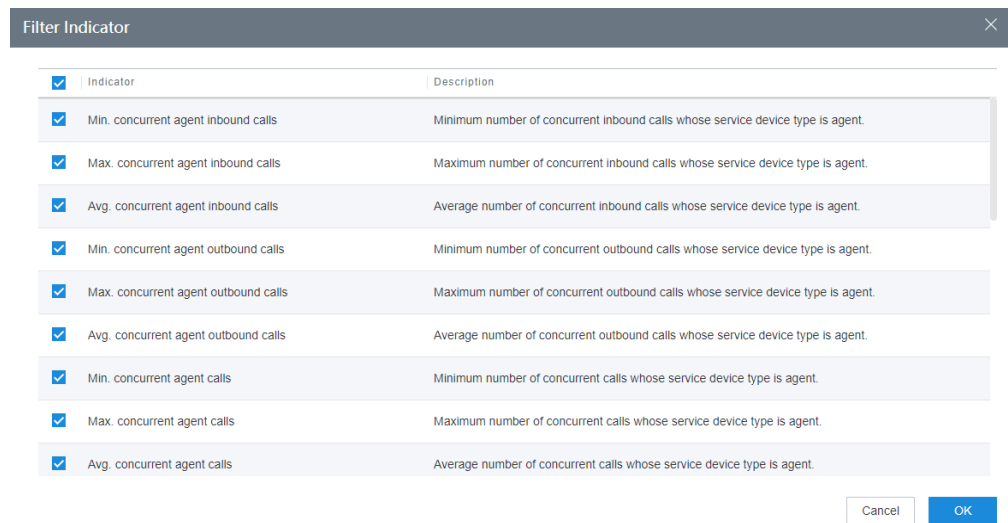 Filter Indicator
Indicator Description
Min. concurrent agent inbound calls Minimum number of concurrent inbound calls whose service device type is agent.
Max. concurrent agent inbound calls Maximum number of concurrent inbound calls whose service device type is agent.
Avg. concurrent agent inbound calls Average number of concurrent inbound calls whose service device type is agent.
Min. concurrent agent outbound calls Minimum number of concurrent outbound calls whose service device type is agent.
Max. concurrent agent outbound calls Maximum number of concurrent outbound calls whose service device type is agent.
Avg. concurrent agent outbound calls Average number of concurrent outbound calls whose service device type is agent.
Min. concurrent agent calls Minimum number of concurrent calls whose service device type is agent.
Max. concurrent agent calls Maximum number of concurrent calls whose service device type is agent.
Avg. concurrent agent calls Average number of concurrent calls whose service device type is agent.
Cancel OK